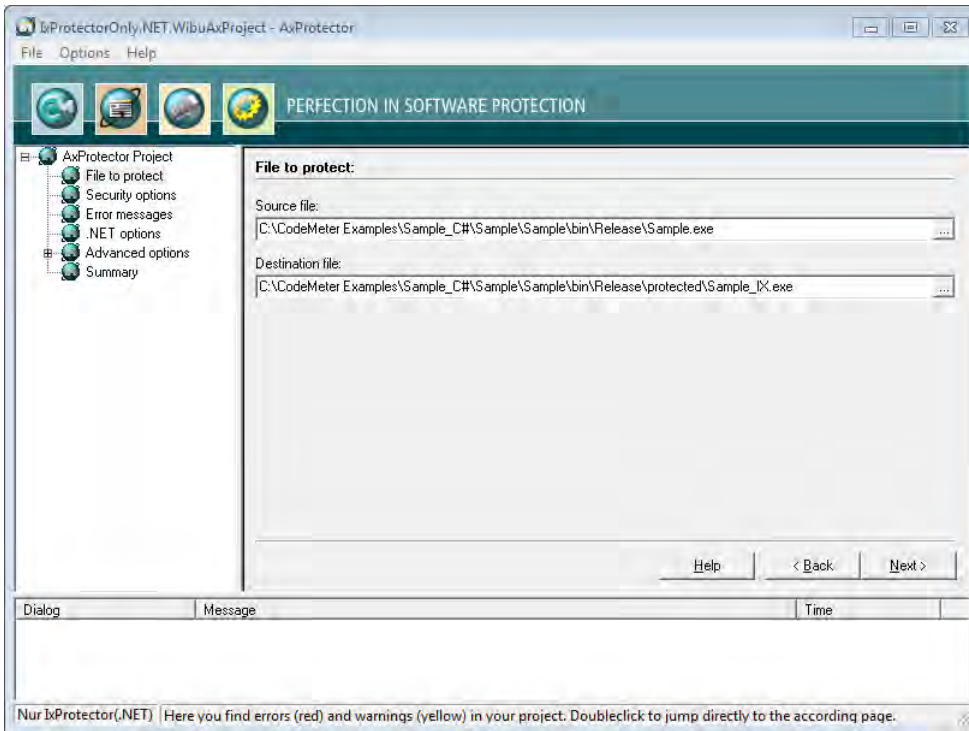 IxProtectorOnly.NET.WibuAxProject - AxProtector
File Options Help
PERFECTION IN SOFTWARE PROTECTION
AxProtector Project
File to protect
Security options
Error messages
.NET options
Advanced options
Summary
File to protect:
Source file:
C:\CodeMeter Examples\Sample_C#\Sample\Sample\bin\Release\Sample.exe
...
Destination file:
C:\CodeMeter Examples\Sample_C#\Sample\Sample\bin\Release\protected\Sample_IX.exe
...
Help < Back Next >
Dialog Message Time
Nur IxProtector(.NET) Here you find errors (red) and warnings (yellow) in your project. Doubleclick to jump directly to the according page.